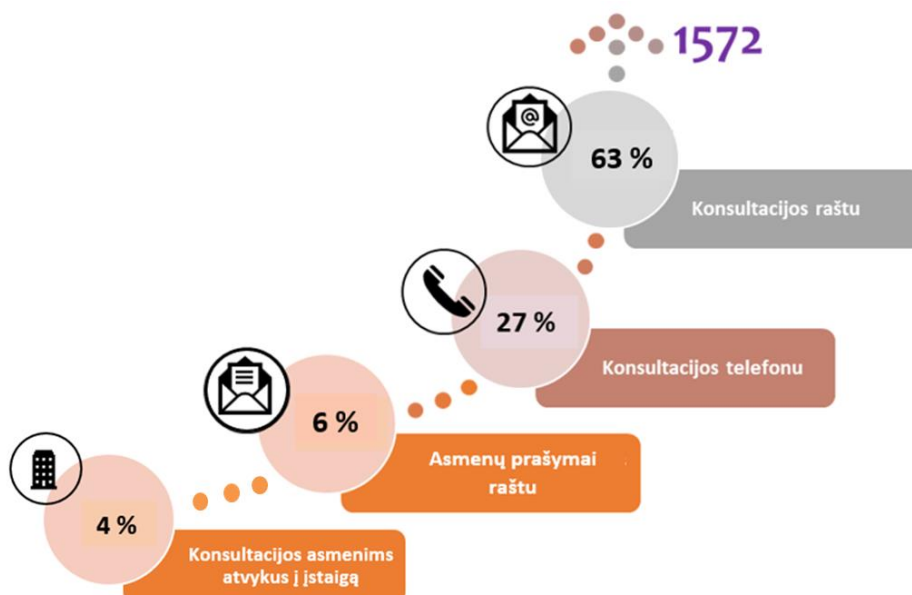 1572
63 %
Konsultacijos raštu
27 %
Konsultacijos telefonu
6 %
Asmenų prašymai
raštu
4 %
Konsultacijos asmenims
atvykus į įstaigą